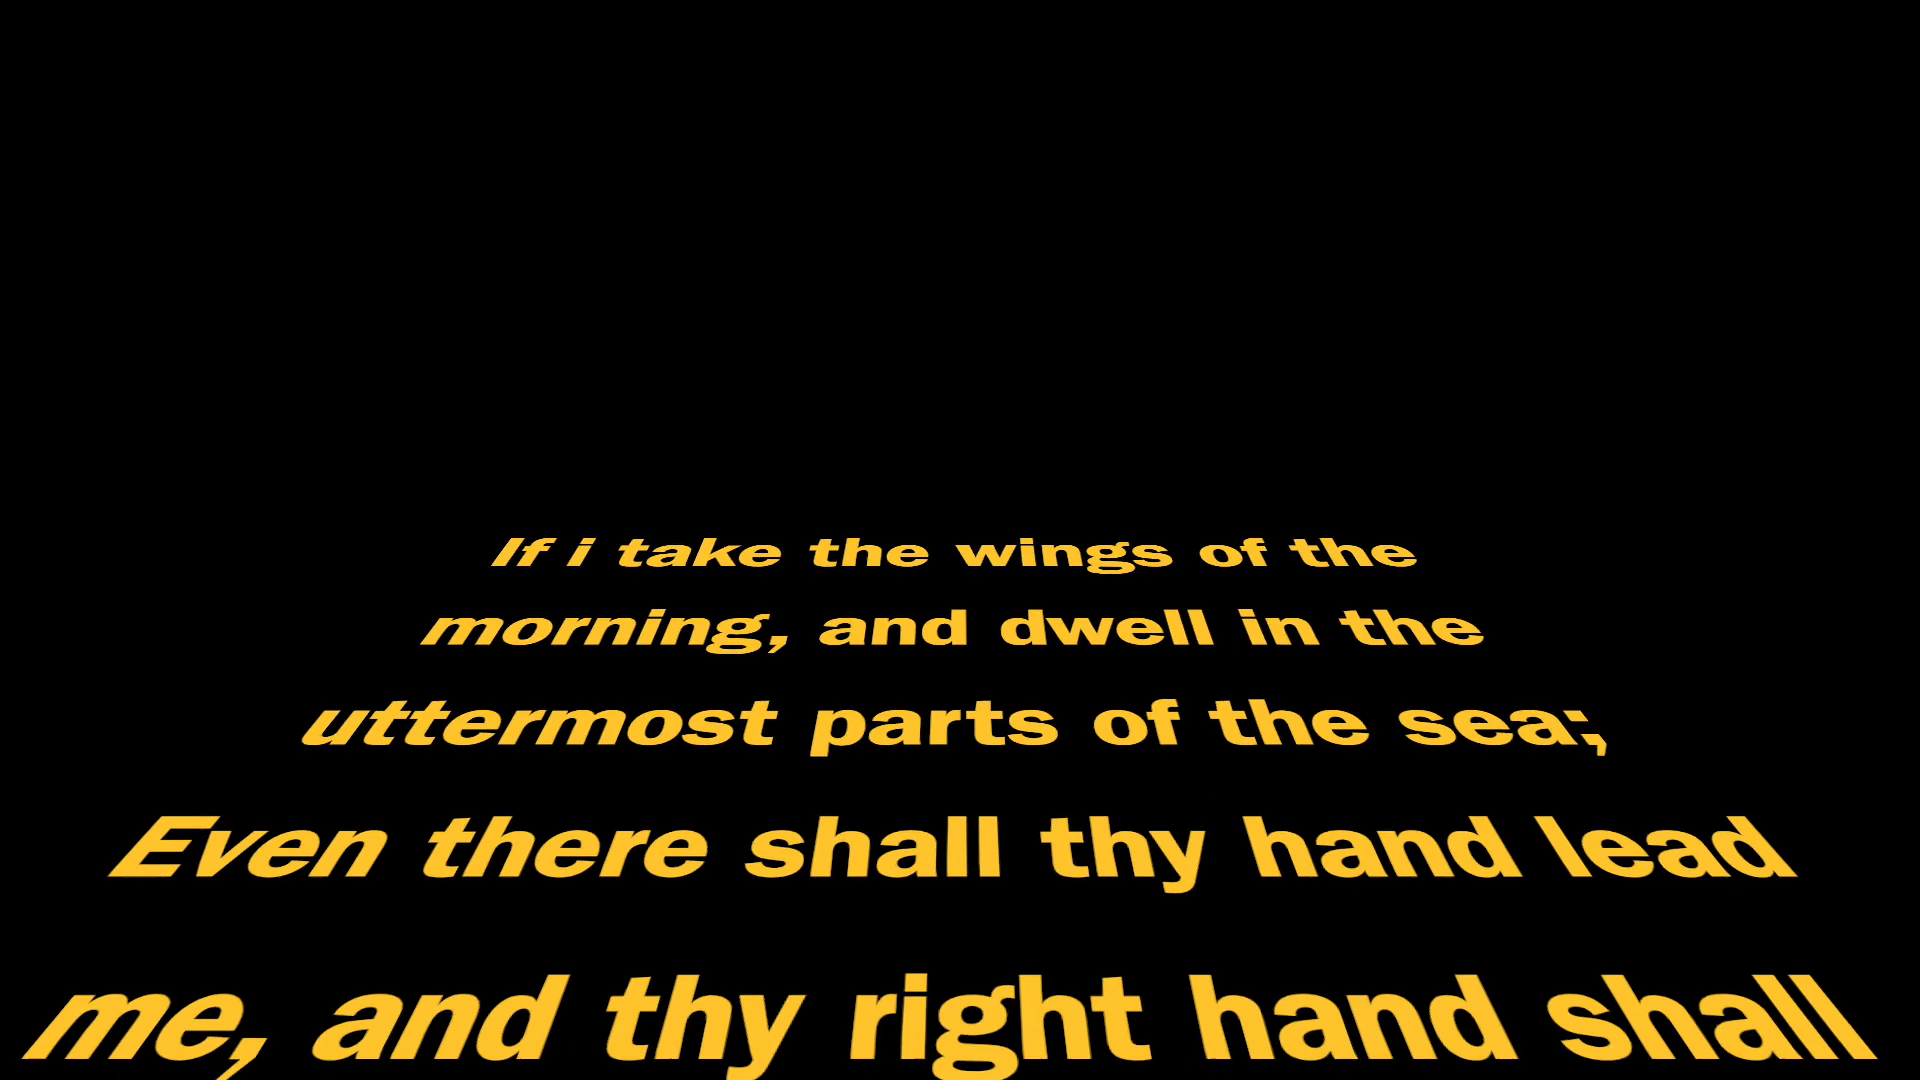 If i take the wings of the
morning, and dwell in the
uttermost parts of the sea;
Even there shall thy hand lead
me, and thy right hand shall